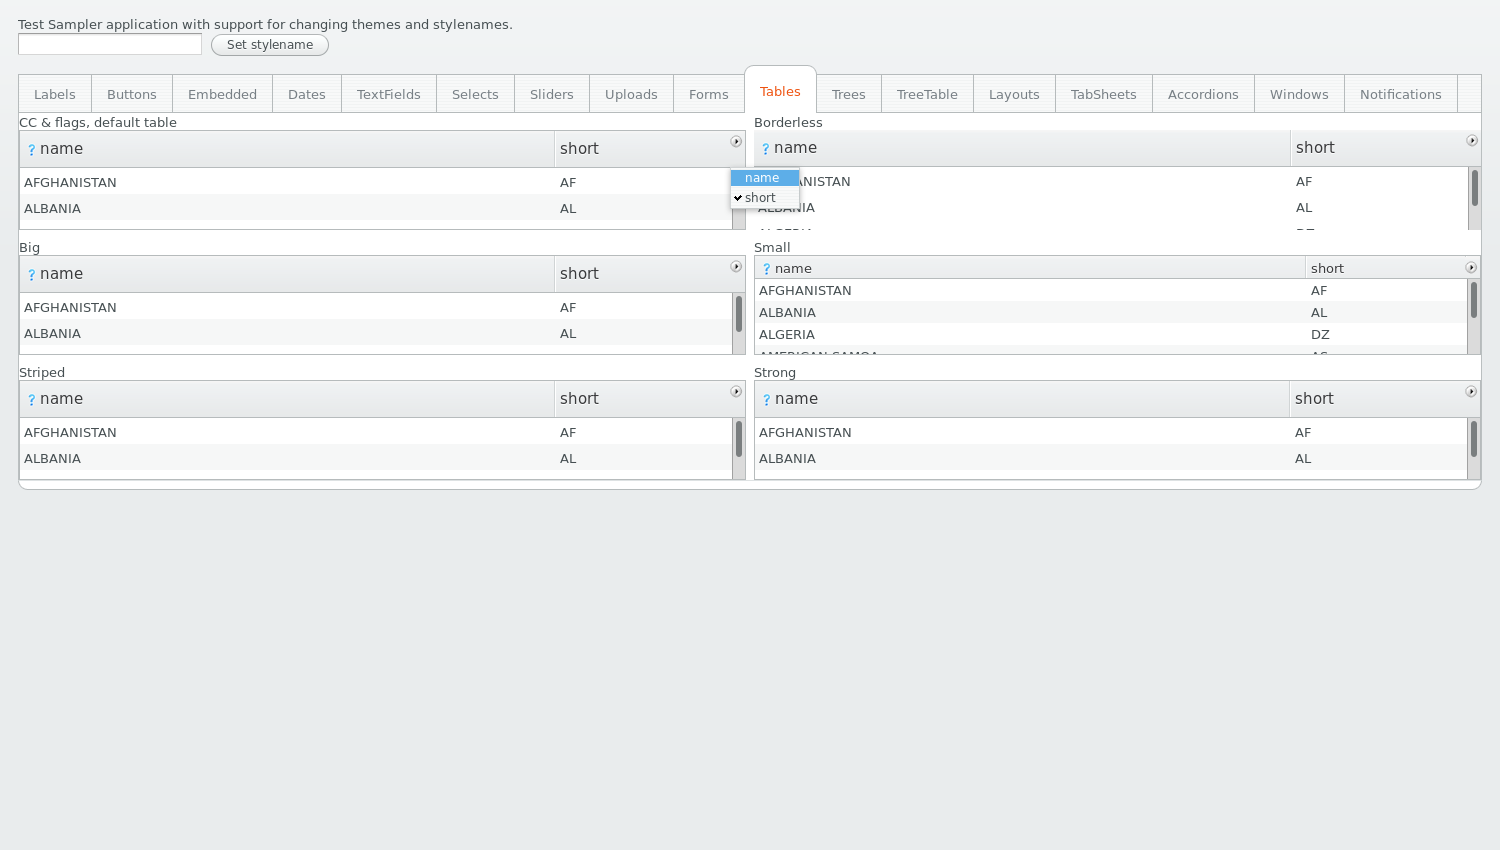 Test Sampler application with support for changing themes and stylenames.
Set stylename
Labels Buttons Embedded Dates TextFields Selects Sliders Uploads Forms Tables Trees TreeTable Layouts TabSheets Accordions Windows Notifications
CC & flags, default table
? name short
AFGHANISTAN AF
ALBANIA AL
name
short
Borderless
? name short
ANISTAN AF
ALBANIA AL
Big
? name short
AFGHANISTAN AF
ALBANIA AL
Small
? name short
AFGHANISTAN AF
ALBANIA AL
ALGERIA DZ
Striped
? name short
AFGHANISTAN AF
ALBANIA AL
Strong
? name short
AFGHANISTAN AF
ALBANIA AL